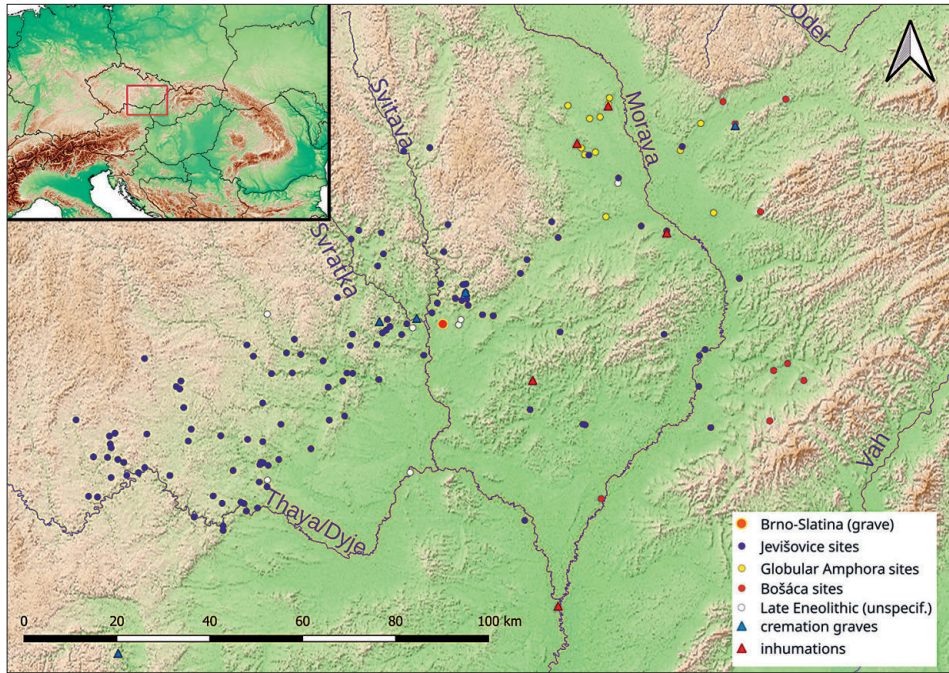 Oder
Svitava
Morava
Svratka
Vah
Thaya/Dyje
Brno-Slatina (grave)
Jevišovice sites
Globular Amphora sites
Bošáca sites
Late Eneolithic (unspecif.)
cremation graves
inhumations
0 20 40 60 80 100 km